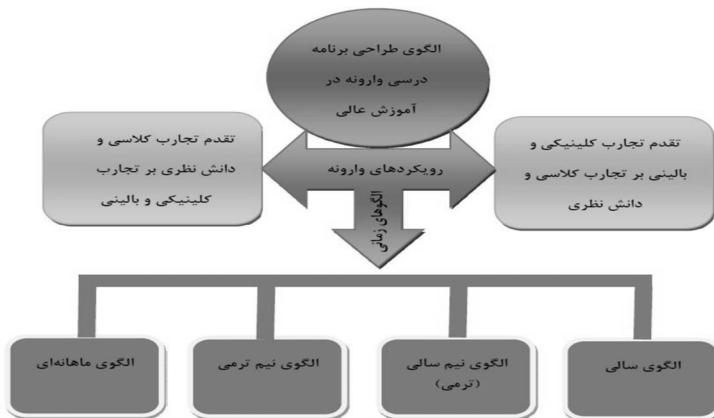 الگوی طراحی برنامه
درسی وارونه در
آموزش عالی
تقدم تجارب کلینیکی و
بالینی بر تجارب کلاسی و
دانش نظری
رویکردهای وارونه
تقدم تجارب کلاسی و
دانش نظری بر تجارب
کلینیکی و بالینی
الگوهای زمانی
الگوی سالی
الگوی نیم سالی
(ترمی)
الگوی نیم ترمی
الگوی ماهانه‌ای